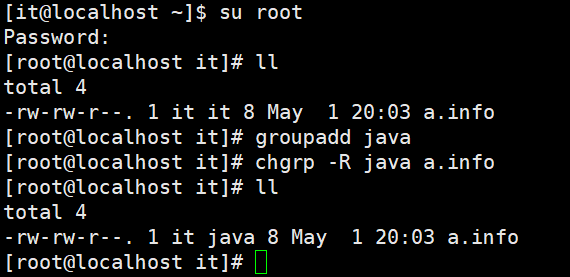 [it@localhost ~]$ su root
Password:
[root@localhost it]# ll
total 4
-rw-rw-r--. 1 it it 8 May  1 20:03 a.info
[root@localhost it]# groupadd java
[root@localhost it]# chgrp -R java a.info
[root@localhost it]# ll
total 4
-rw-rw-r--. 1 it java 8 May  1 20:03 a.info
[root@localhost it]#